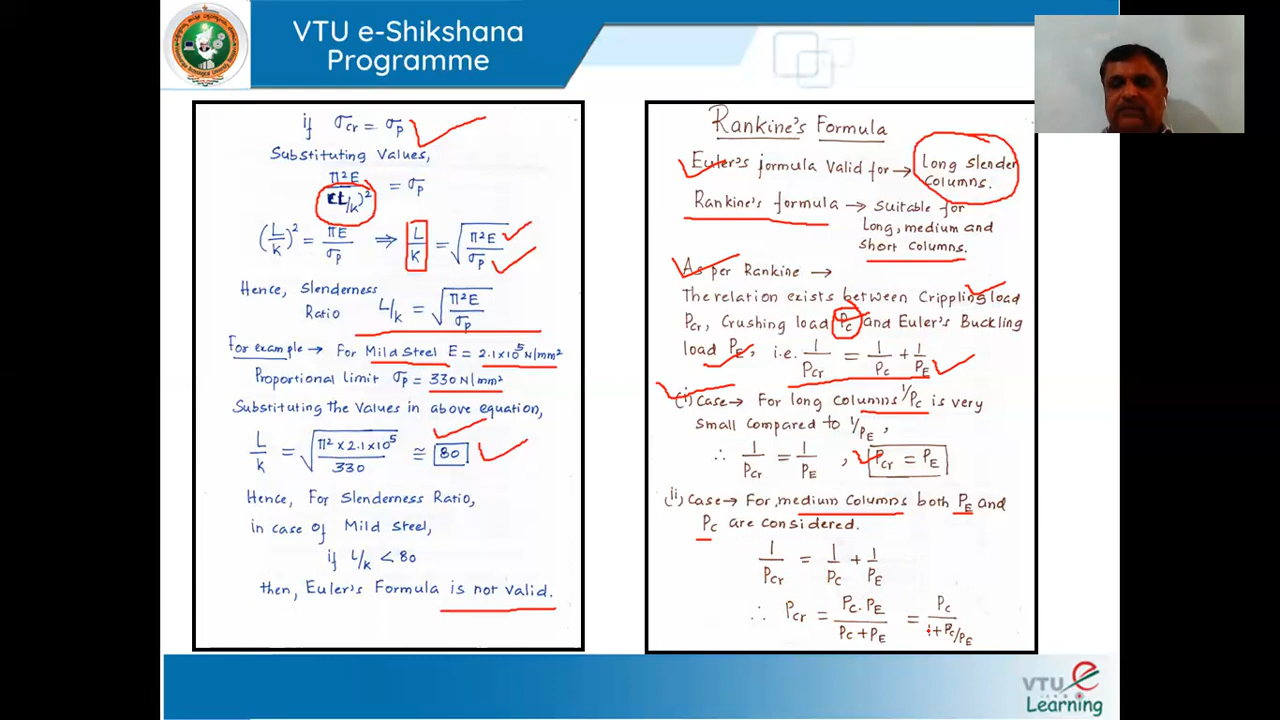 VTU e-Shikshana
Programme
if σcr = σp
Substituting Values,
π²E / (L/k)² = σp
(L/k)² = πE/σp ⇒ L/k = √(π²E/σp)
Hence, Slenderness
Ratio L/k = √(π²E/σp)
For example → For Mild Steel E = 2.1×10⁵ N/mm²
Proportional limit σp = 330 N/mm²
Substituting The Values in above equation,
L/k = √(π² × 2.1×10⁵ / 330) ≅ 80
Hence, For Slenderness Ratio,
in case of Mild Steel,
if L/k < 80
then, Euler's Formula is not valid.
Rankine's Formula
Euler's formula Valid for → Long Slender
Columns.
Rankine's formula → Suitable for
Long, medium and
short Columns.
As per Rankine →
The relation exists between Crippling load
Pcr, Crushing load Pc and Euler's Buckling
load PE, i.e. 1/Pcr = 1/Pc + 1/PE
(i) Case → For long Columns 1/Pc is very
small compared to 1/PE,
∴ 1/Pcr = 1/PE , Pcr = PE
(ii) Case → For, medium Columns both PE and
Pc are considered.
1/Pcr = 1/Pc + 1/PE
∴ Pcr = Pc.PE / Pc+PE = Pc / 1+Pc/PE
VTU e
Learning